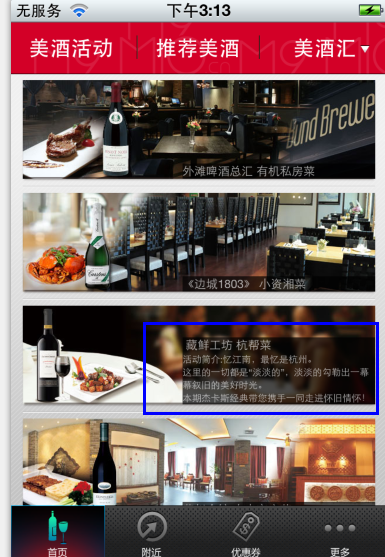 无服务 下午3:13
美酒活动 推荐美酒 美酒汇
Bund Brewe
外滩啤酒总汇 有机私房菜
《边城1803》 小资湘菜
藏鲜工坊 杭帮菜
活动简介:忆江南，最忆是杭州。
这里的一切都是“淡淡的”，淡淡的勾勒出一幕
幕叙旧的美好时光。
本期杰卡斯经典带您携手一同走进怀旧情怀!
首页 附近 优惠券 更多